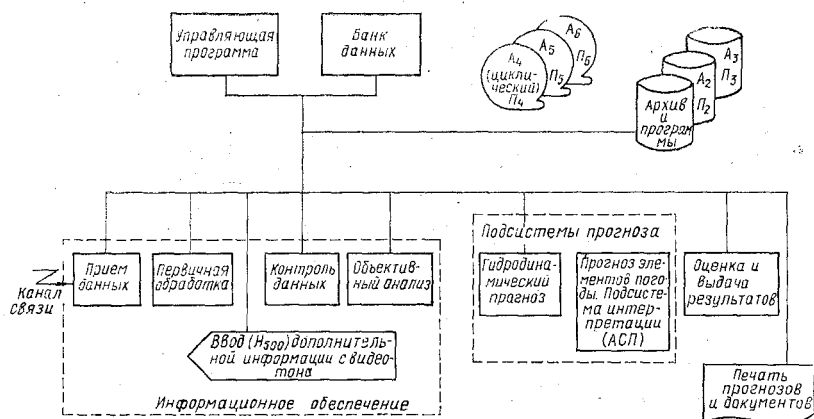 Управляющая
программа
Банк
данных
А4
(цикли-
ческий)
П4
А5
П5
А6
П6
Архив
и
програм
мы
А2
П2
А3
П3
Канал
связи
Прием
данных
Первичная
обработка
Контроль
данных
Объектив-
ный анализ
Ввод (H500) дополнитель-
ной информации с видео-
тона
Информационное обеспечение
Подсистемы прогноза
Гидродина-
мический
прогноз
Прогноз элемен-
тов пого-
ды. Подсисте-
ма интер-
претации
(АСП)
Оценка и
выдача
результатов
Печать
прогнозов
и документов